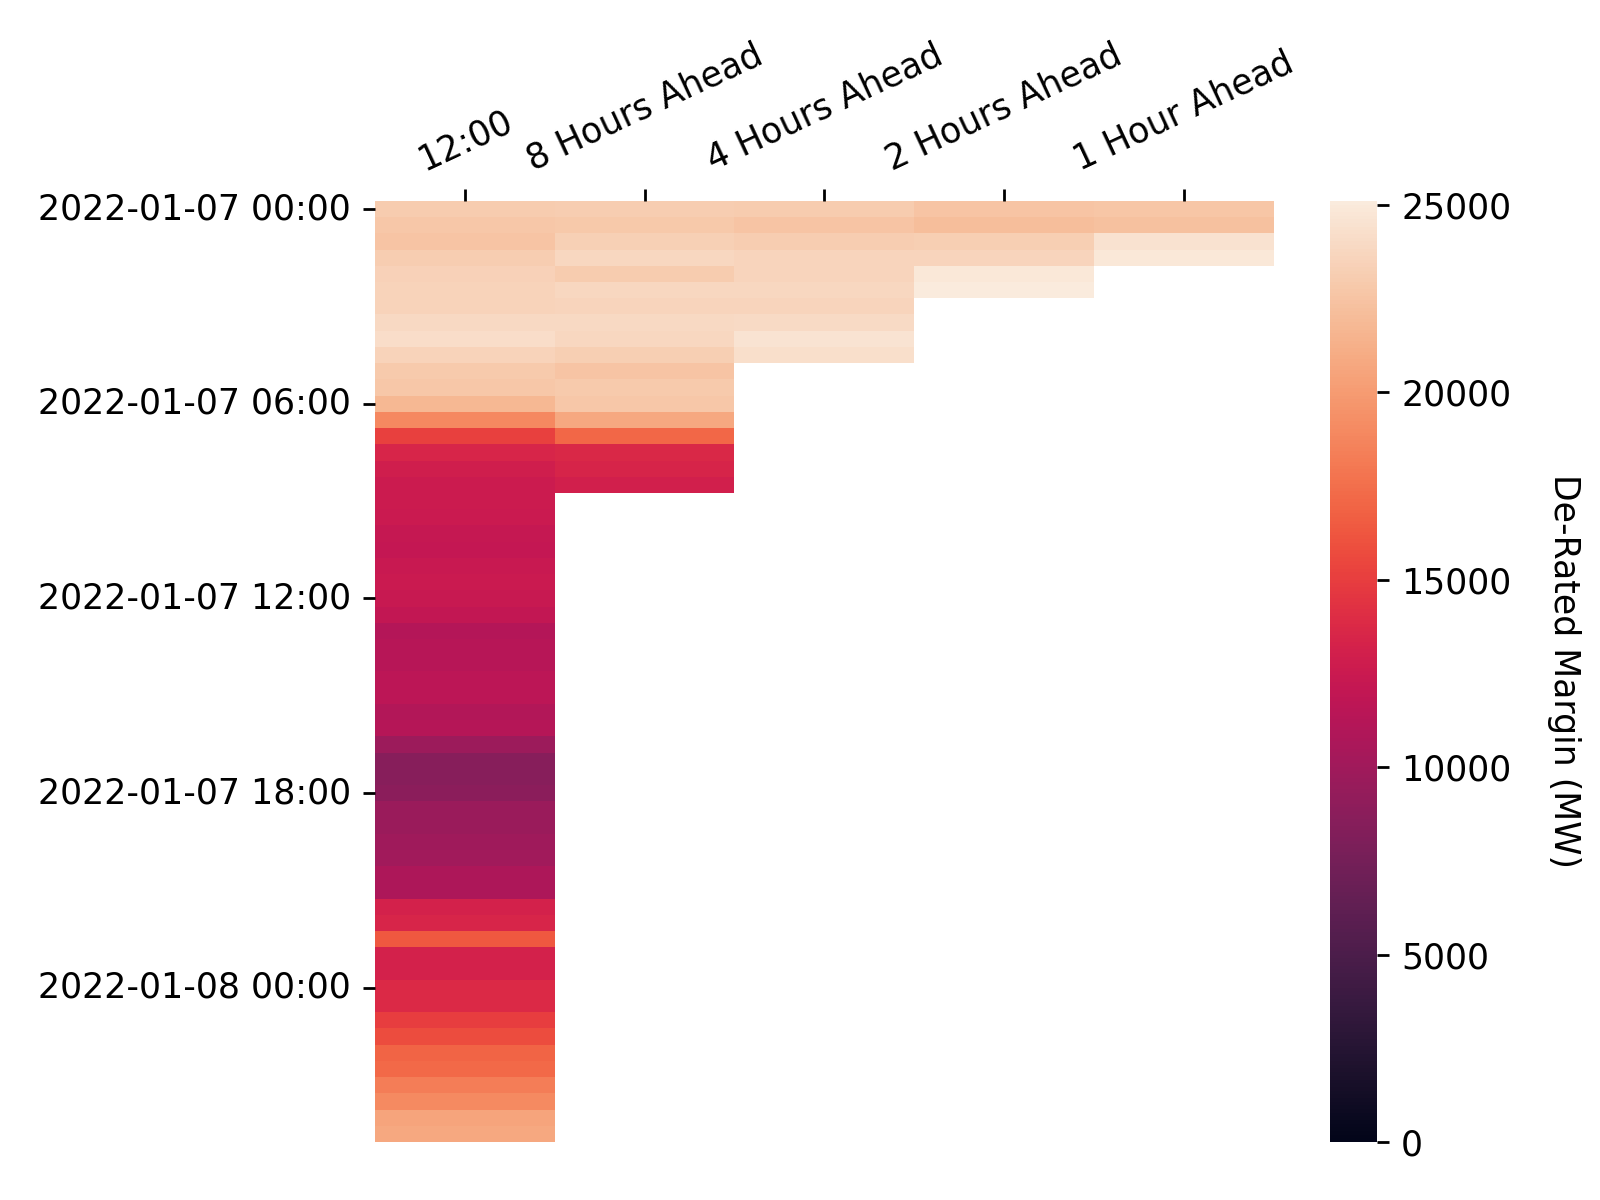 12:00
8 Hours Ahead
4 Hours Ahead
2 Hours Ahead
1 Hour Ahead
2022-01-07 00:00
2022-01-07 06:00
2022-01-07 12:00
2022-01-07 18:00
2022-01-08 00:00
25000
20000
15000
10000
5000
0
De-Rated Margin (MW)